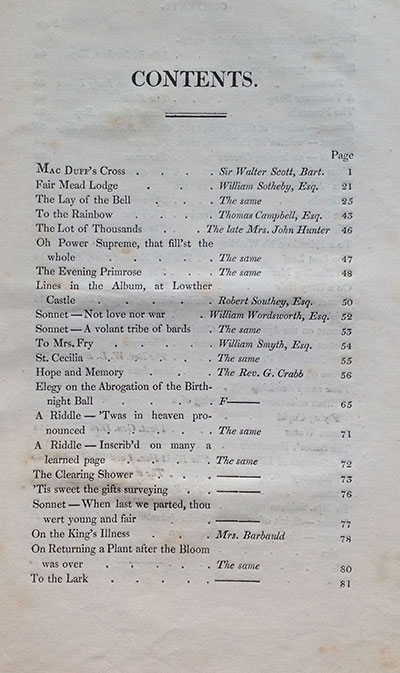 CONTENTS.
Page
MAC DUFF'S CROSS . . . . Sir Walter Scott, Bart. 1
Fair Mead Lodge . . . William Sotheby, Esq. 21
The Lay of the Bell . . . The same 25
To the Rainbow . . . . Thomas Campbell, Esq. 43
The Lot of Thousands . . The late Mrs. John Hunter 46
Oh Power Supreme, that fill'st the
whole . . . . . The same 47
The Evening Primrose . . . The same 48
Lines in the Album, at Lowther
Castle . . . . . Robert Southey, Esq. 50
Sonnet—Not love nor war . William Wordsworth, Esq. 52
Sonnet—A volant tribe of bards . The same 53
To Mrs. Fry . . . . William Smyth, Esq. 54
St. Cecilia . . . . The same 55
Hope and Memory . . . The Rev. G. Crabb 56
Elegy on the Abrogation of the Birth-
night Ball . . . . F—— 65
A Riddle—'Twas in heaven pro-
nounced . . . . The same 71
A Riddle—Inscrib'd on many a
learned page . . . . The same 72
The Clearing Shower . . . —— 73
'Tis sweet the gifts surveying . . —— 76
Sonnet—When last we parted, thou
wert young and fair . —— 77
On the King's Illness . . . Mrs. Barbauld 78
On Returning a Plant after the Bloom
was over . . . . . The same 80
To the Lark . . . . . —— 81